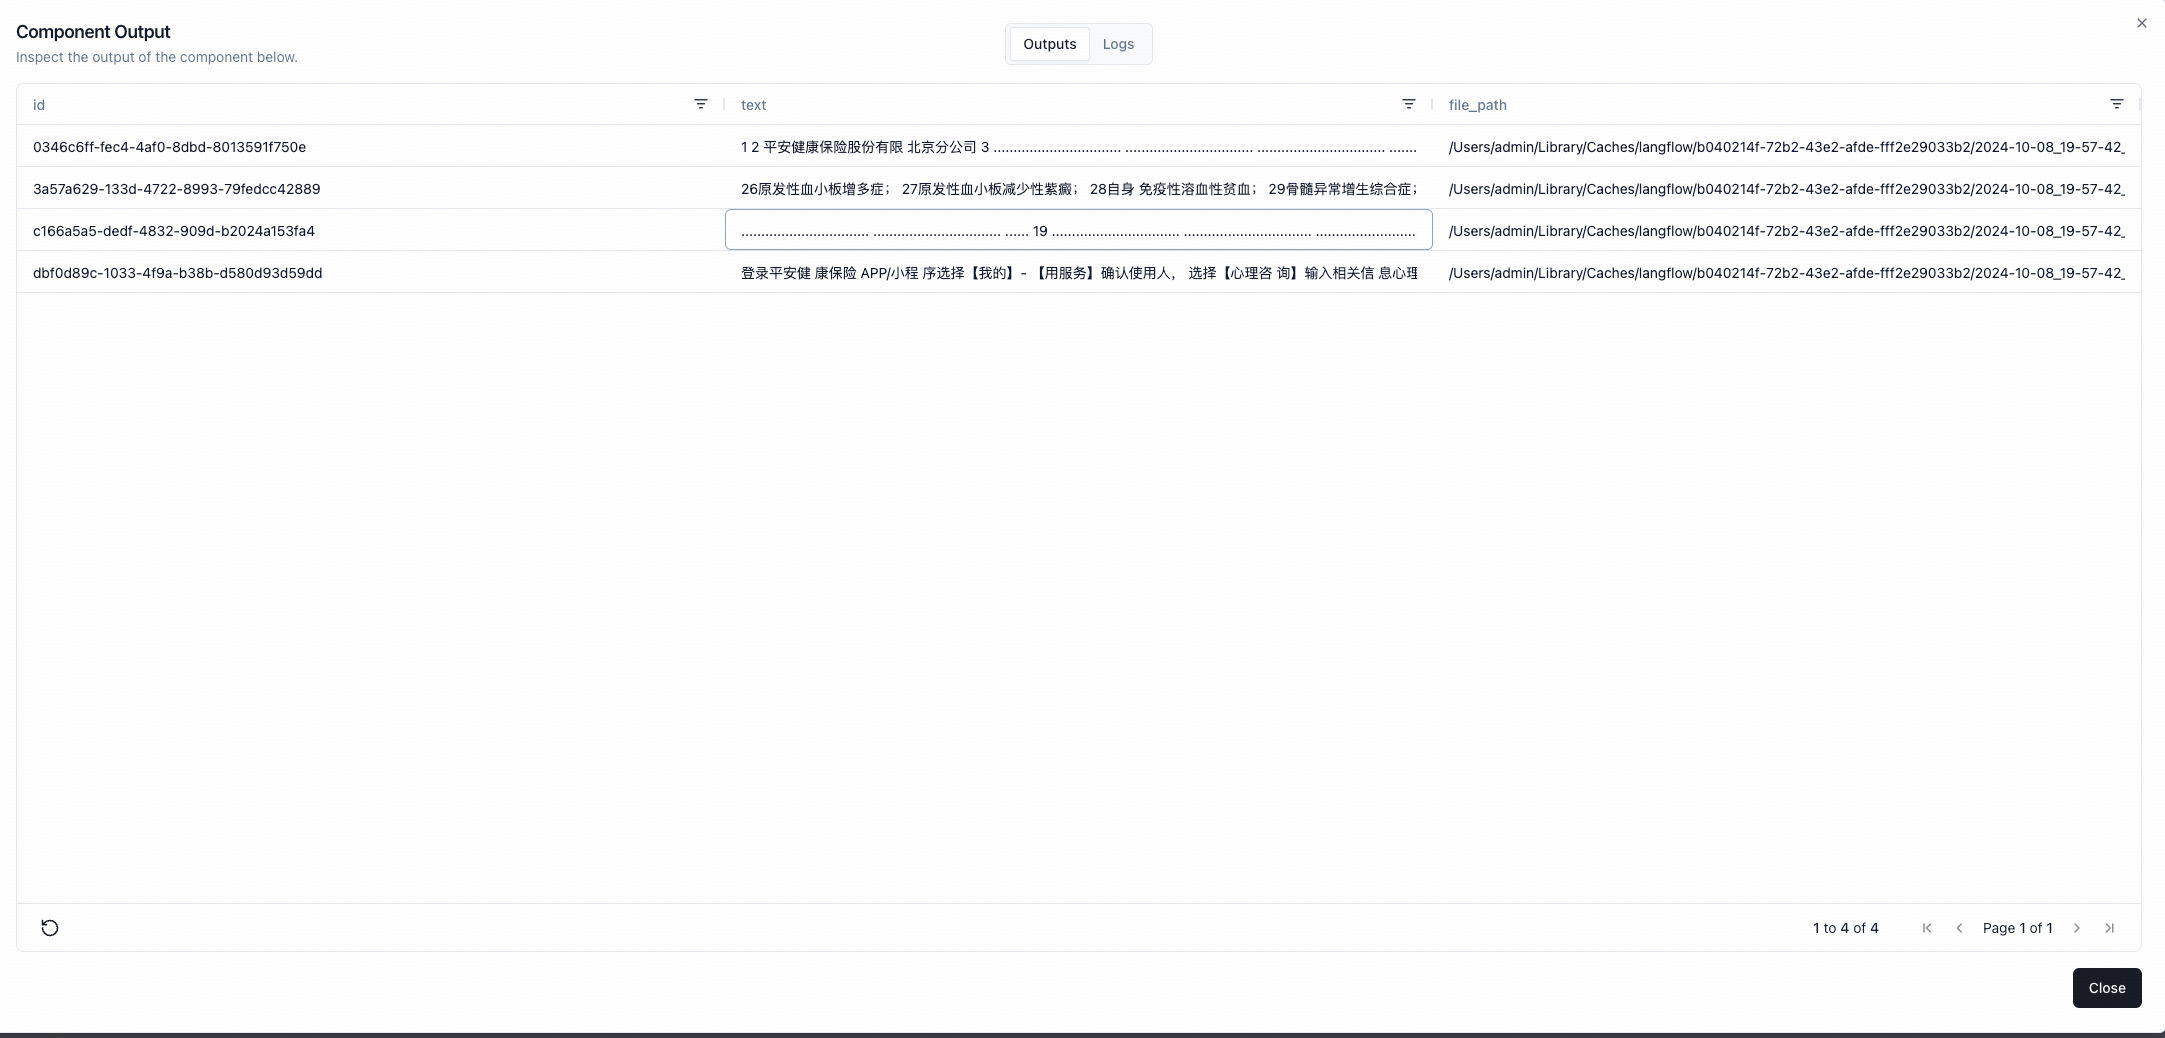 Component Output
Inspect the output of the component below.
Outputs Logs
id text file_path
0346c6ff-fec4-4af0-8dbd-8013591f750e 1 2 平安健康保险股份有限 北京分公司 3 ................................ ................................ ................................ ....... /Users/admin/Library/Caches/langflow/b040214f-72b2-43e2-afde-fff2e29033b2/2024-10-08_19-57-42_
3a57a629-133d-4722-8993-79fedcc42889 26原发性血小板增多症； 27原发性血小板减少性紫癜； 28自身 免疫性溶血性贫血； 29骨髓异常增生综合症； /Users/admin/Library/Caches/langflow/b040214f-72b2-43e2-afde-fff2e29033b2/2024-10-08_19-57-42_
c166a5a5-dedf-4832-909d-b2024a153fa4 ................................ ................................ ...... 19 ................................ ................................ ......................... /Users/admin/Library/Caches/langflow/b040214f-72b2-43e2-afde-fff2e29033b2/2024-10-08_19-57-42_
dbf0d89c-1033-4f9a-b38b-d580d93d59dd 登录平安健 康保险 APP/小程 序选择【我的】- 【用服务】确认使用人， 选择【心理咨 询】输入相关信 息心理 /Users/admin/Library/Caches/langflow/b040214f-72b2-43e2-afde-fff2e29033b2/2024-10-08_19-57-42_
1 to 4 of 4 Page 1 of 1
Close